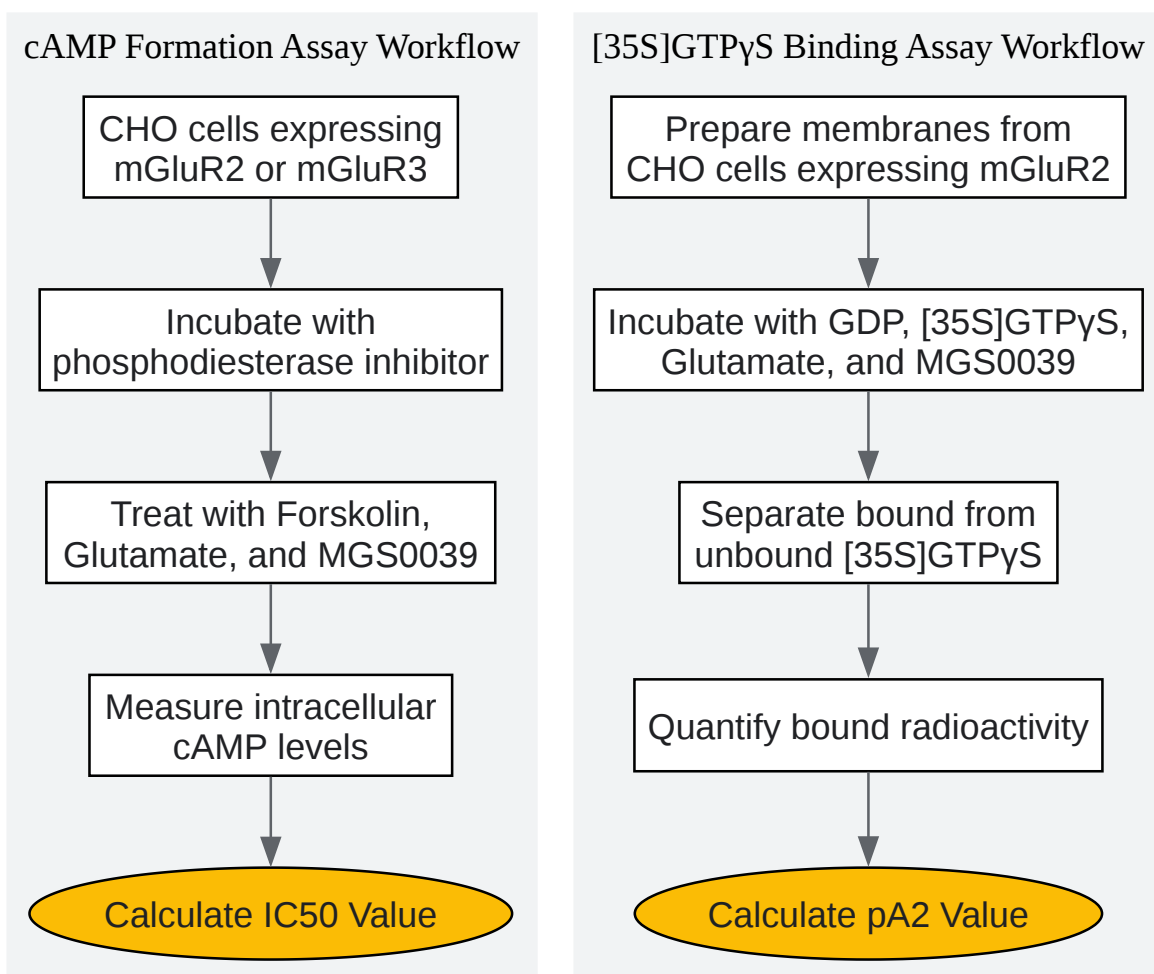 cAMP Formation Assay Workflow
CHO cells expressing
mGluR2 or mGluR3
Incubate with
phosphodiesterase inhibitor
Treat with Forskolin,
Glutamate, and MGS0039
Measure intracellular
cAMP levels
Calculate IC50 Value
[35S]GTPγS Binding Assay Workflow
Prepare membranes from
CHO cells expressing mGluR2
Incubate with GDP, [35S]GTPγS,
Glutamate, and MGS0039
Separate bound from
unbound [35S]GTPγS
Quantify bound radioactivity
Calculate pA2 Value